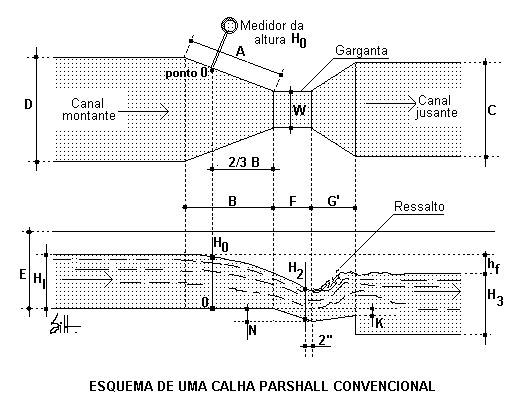 Medidor da
altura H0
A
Garganta
ponto 0
D
Canal
montante
W
Canal
jusante
C
2/3 B
B
F
G'
Ressalto
H0
E
HI
H2
hf
H3
0
N
K
2"
ESQUEMA DE UMA CALHA PARSHALL CONVENCIONAL